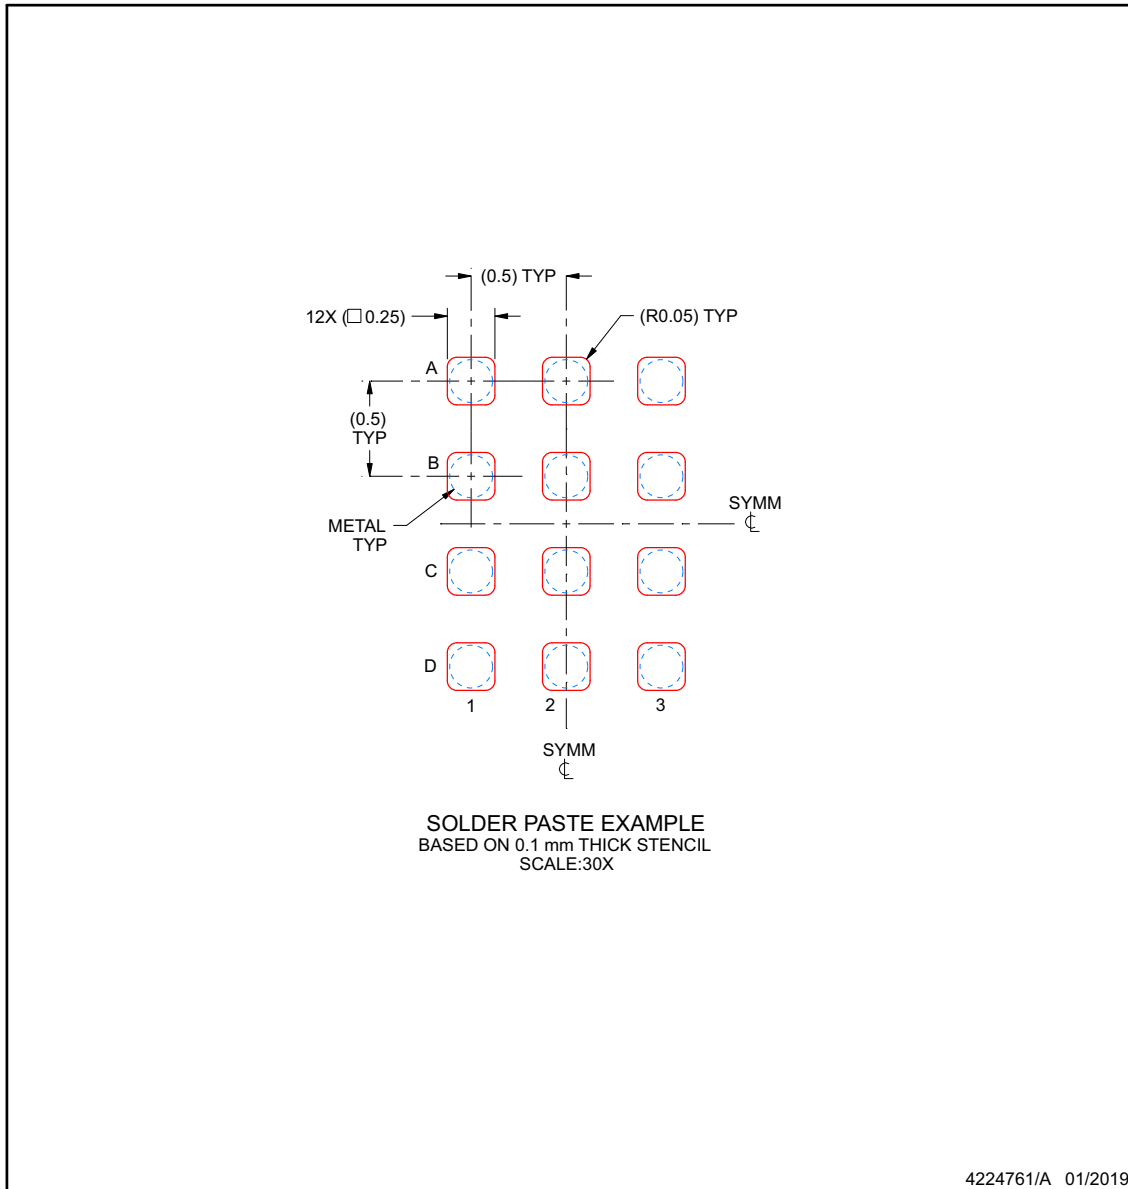 (0.5) TYP
12X (□ 0.25)
(R0.05) TYP
A
(0.5)
TYP
B
SYMM
℄
METAL
TYP
C
D
1 2 3
SYMM
℄
SOLDER PASTE EXAMPLE
BASED ON 0.1 mm THICK STENCIL
SCALE:30X
4224761/A 01/2019